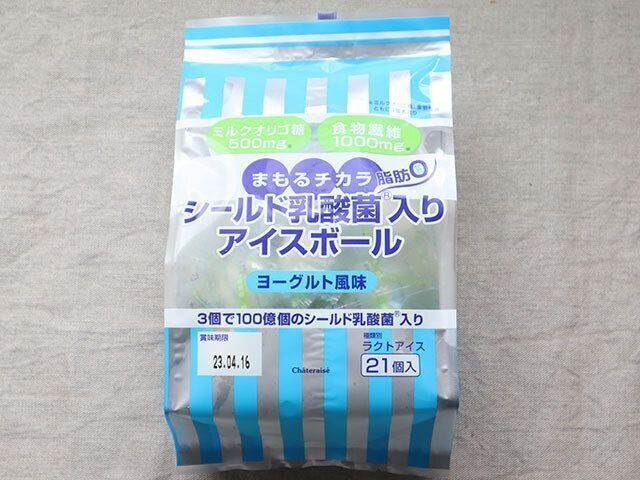 ミルクオリゴ糖
500mg
食物繊維
1000mg
まもるチカラ
脂肪0
シールド乳酸菌®入り
アイスボール
ヨーグルト風味
3個で100億個のシールド乳酸菌®入り
賞味期限
23.04.16
種類別
ラクトアイス
21個入
Châteraisé